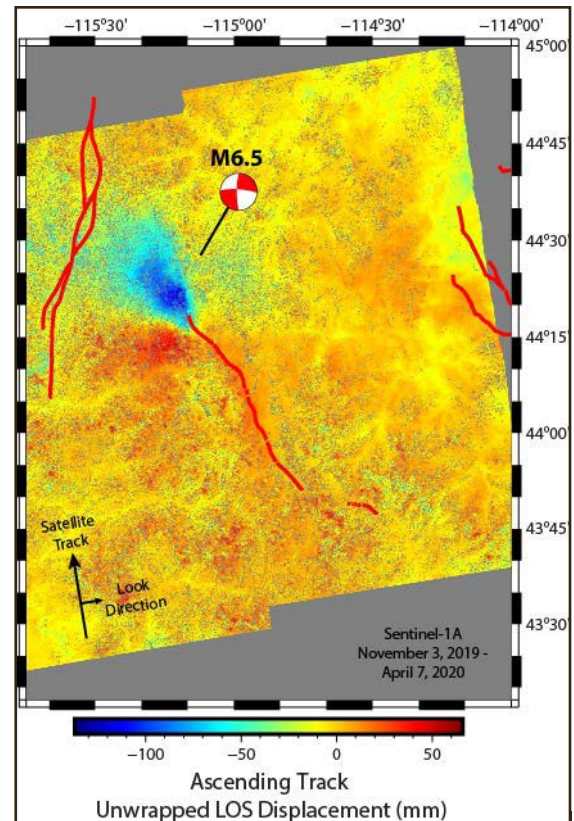 −115°30' −115°00' −114°30' −114°00'
45°00'
44°45'
M6.5
44°30'
44°15'
44°00'
43°45'
Satellite
Track
Look
Direction
43°30'
Sentinel-1A
November 3, 2019 -
April 7, 2020
−100 −50 0 50
Ascending Track
Unwrapped LOS Displacement (mm)